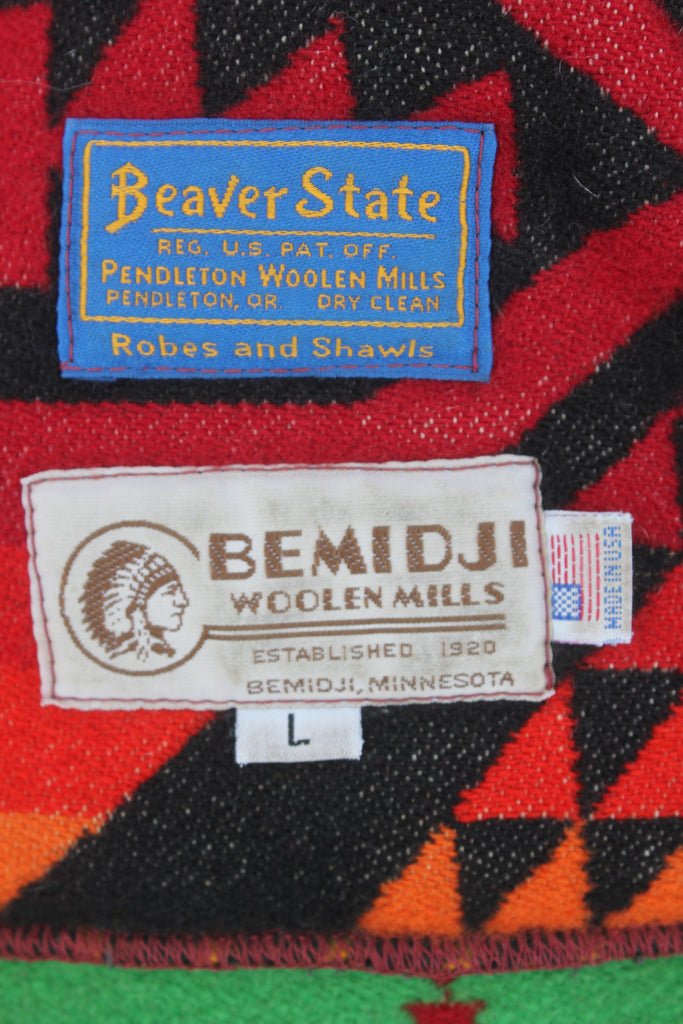 Beaver State
REG. U.S. PAT. OFF.
PENDLETON WOOLEN MILLS
PENDLETON, OR. DRY CLEAN
Robes and Shawls
BEMIDJI
WOOLEN MILLS
ESTABLISHED 1920
BEMIDJI, MINNESOTA
MADE IN USA
L